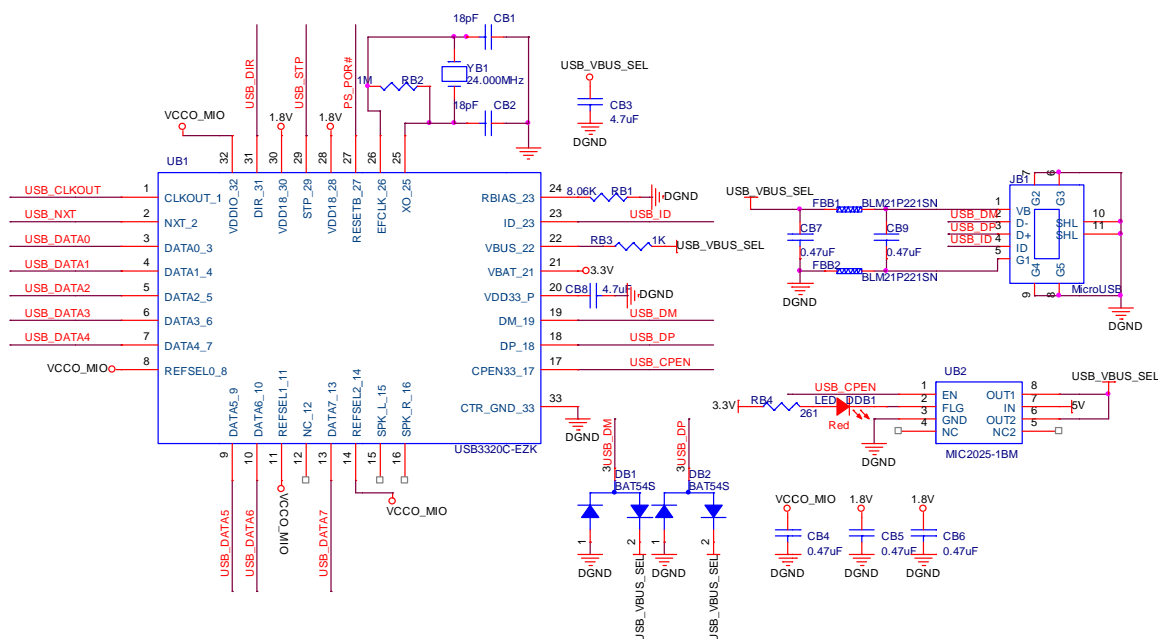 18pF CB1
YB1
24.000MHz
1M RB2
18pF CB2
USB_DIR
USB_STP
PS_POR#
USB_VBUS_SEL
CB3
4.7uF
DGND
VCCO_MIO
1.8V
1.8V
32 31 30 29 28 27 26 25
UB1
VDDIO_32
DIR_31
VDD18_30
STP_29
VDD18_28
RESETB_27
EFCLK_26
XO_25
USB_CLKOUT 1 CLKOUT_1
USB_NXT 2 NXT_2
USB_DATA0 3 DATA0_3
USB_DATA1 4 DATA1_4
USB_DATA2 5 DATA2_5
USB_DATA3 6 DATA3_6
USB_DATA4 7 DATA4_7
VCCO_MIO 8 REFSEL0_8
RBIAS_23 24 8.06K RB1 DGND
ID_23 23 USB_ID
VBUS_22 22 RB3 1K USB_VBUS_SEL
VBAT_21 21 3.3V
VDD33_P 20 CB8 4.7uF DGND
DM_19 19 USB_DM
DP_18 18 USB_DP
CPEN33_17 17 USB_CPEN
CTR_GND_33 33
DGND
DATA5_9
DATA6_10
REFSEL1_11
NC_12
DATA7_13
REFSEL2_14
SPK_L_15
SPK_R_16
USB3320C-EZK
9 10 11 12 13 14 15 16
USB_DATA5
USB_DATA6
VCCO_MIO
USB_DATA7
VCCO_MIO
USB_VBUS_SEL
FBB1 BLM21P221SN
CB7
0.47uF
CB9
0.47uF
FBB2
BLM21P221SN
DGND
JB1
7 6
G2 G3
1 VB
USB_DM 2 D-
USB_DP 3 D+
USB_ID 4 ID
5 G1
SHL 10
SHL 11
G4 G5
9 8
MicroUSB
DGND
USB_CPEN
3.3V RB4
261
LED_DDB1
Red
DGND
UB2
1 EN
2 FLG
3 GND
4 NC
OUT1 8
IN 7
OUT2 6
NC2 5
MIC2025-1BM
USB_VBUS_SEL
5V
USB_DM
3
DB1
BAT54S
1
2
DGND
USB_VBUS_SEL
USB_DP
3
DB2
BAT54S
1
2
DGND
USB_VBUS_SEL
VCCO_MIO
CB4
0.47uF
DGND
1.8V
CB5
0.47uF
DGND
1.8V
CB6
0.47uF
DGND